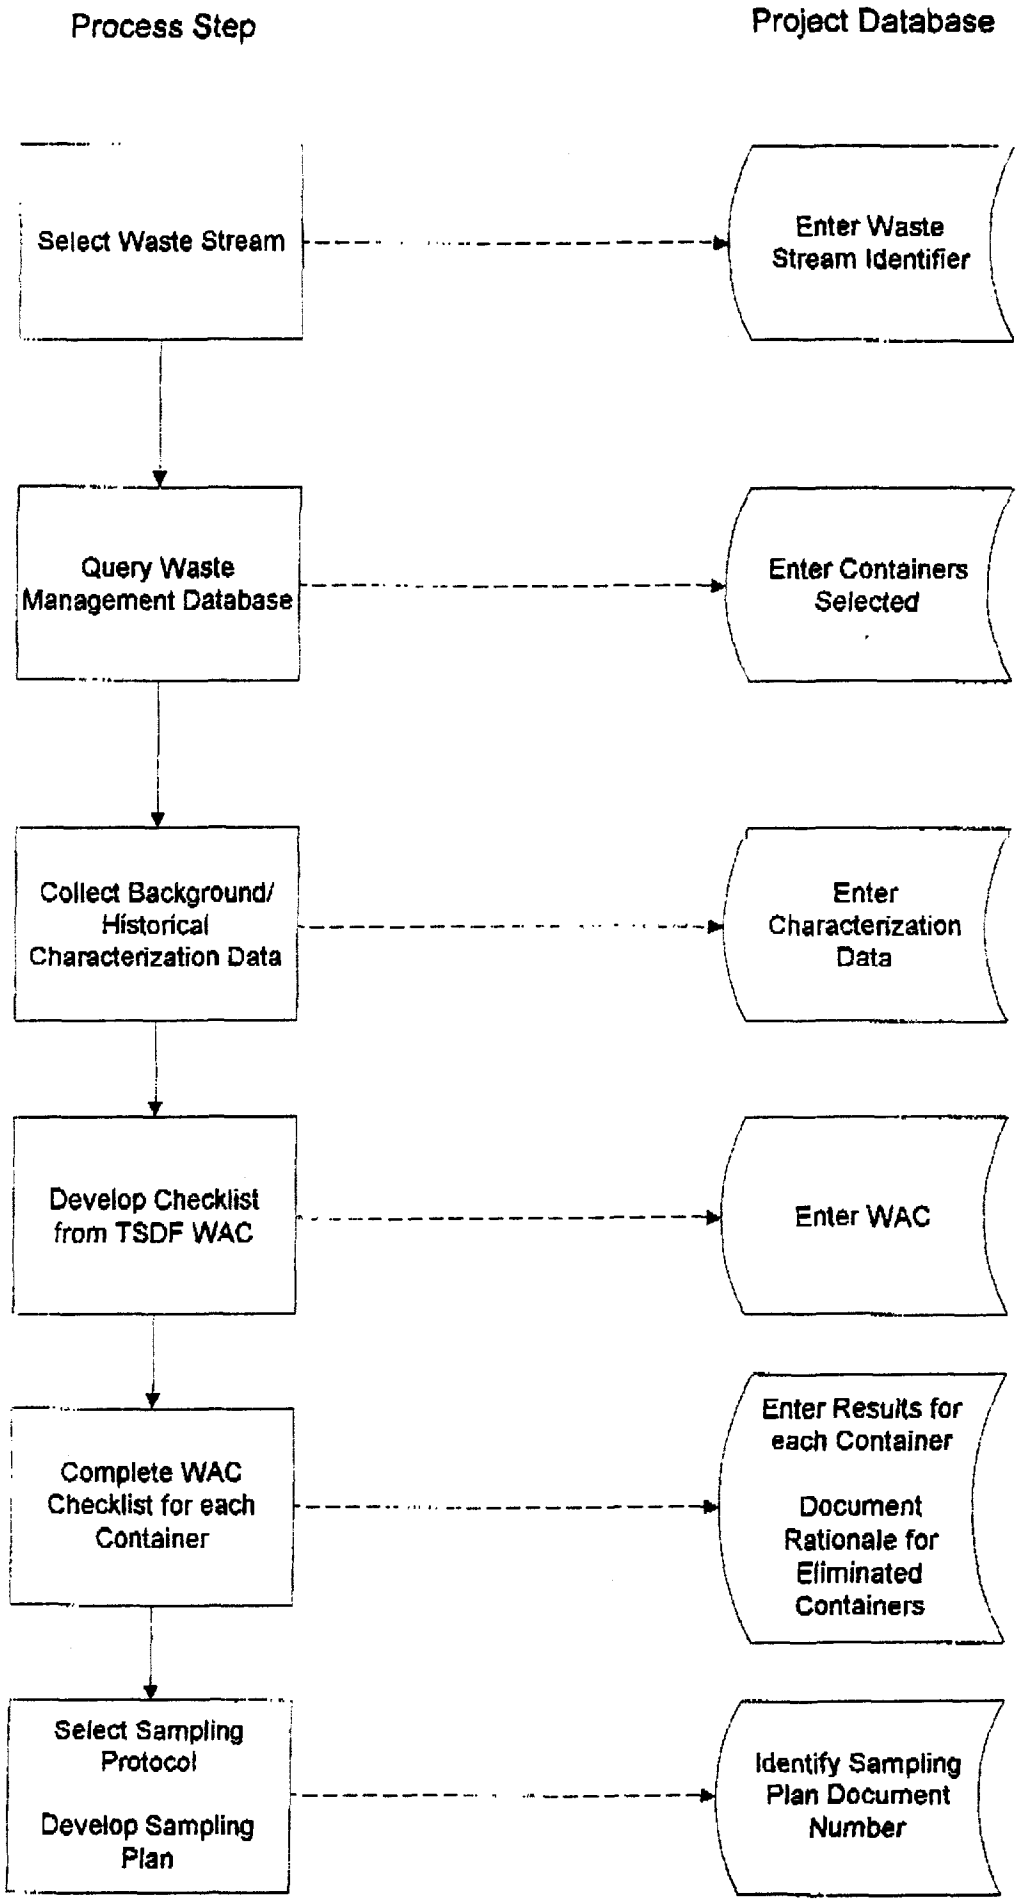 Process Step
Project Database
Select Waste Stream
Enter Waste
Stream Identifier
Query Waste
Management Database
Enter Containers
Selected
Collect Background/
Historical
Characterization Data
Enter
Characterization
Data
Develop Checklist
from TSDF WAC
Enter WAC
Complete WAC
Checklist for each
Container
Enter Results for
each Container
Document
Rationale for
Eliminated
Containers
Select Sampling
Protocol
Develop Sampling
Plan
Identify Sampling
Plan Document
Number